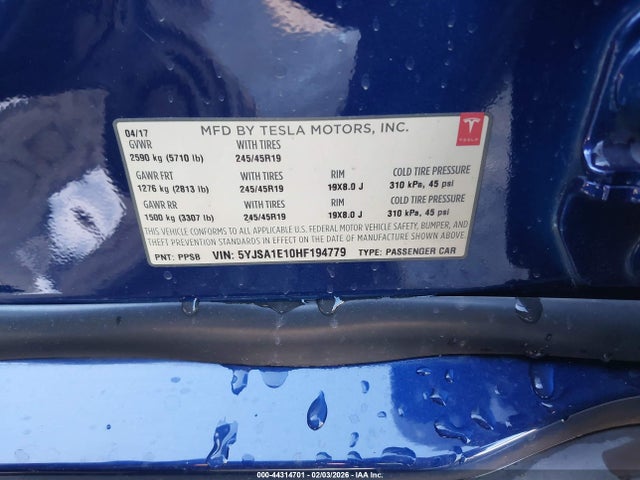 04/17 MFD BY TESLA MOTORS, INC.
GVWR WITH TIRES
2590 kg (5710 lb) 245/45R19
GAWR FRT WITH TIRES RIM COLD TIRE PRESSURE
1276 kg (2813 lb) 245/45R19 19X8.0 J 310 kPa, 45 psi
GAWR RR WITH TIRES RIM COLD TIRE PRESSURE
1500 kg (3307 lb) 245/45R19 19X8.0 J 310 kPa, 45 psi
THIS VEHICLE CONFORMS TO ALL APPLICABLE U.S. FEDERAL MOTOR VEHICLE SAFETY, BUMPER, AND
THEFT PREVENTION STANDARDS IN EFFECT ON THE DATE OF MANUFACTURE SHOWN ABOVE.
PNT: PPSB VIN: 5YJSA1E10HF194779 TYPE: PASSENGER CAR
TESLA
000-44314701 - 02/03/2026 - IAA Inc.